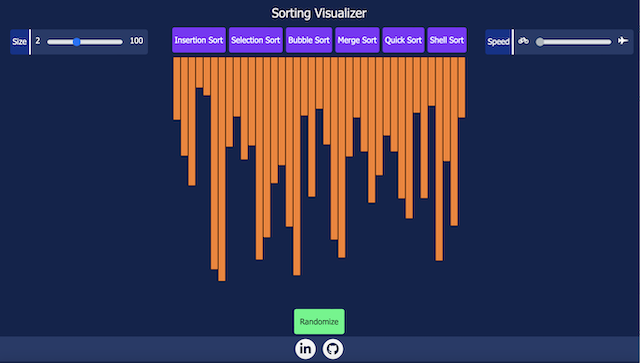 Sorting Visualizer
Size 2 100
Insertion Sort Selection Sort Bubble Sort Merge Sort Quick Sort Shell Sort
Speed
Randomize
in